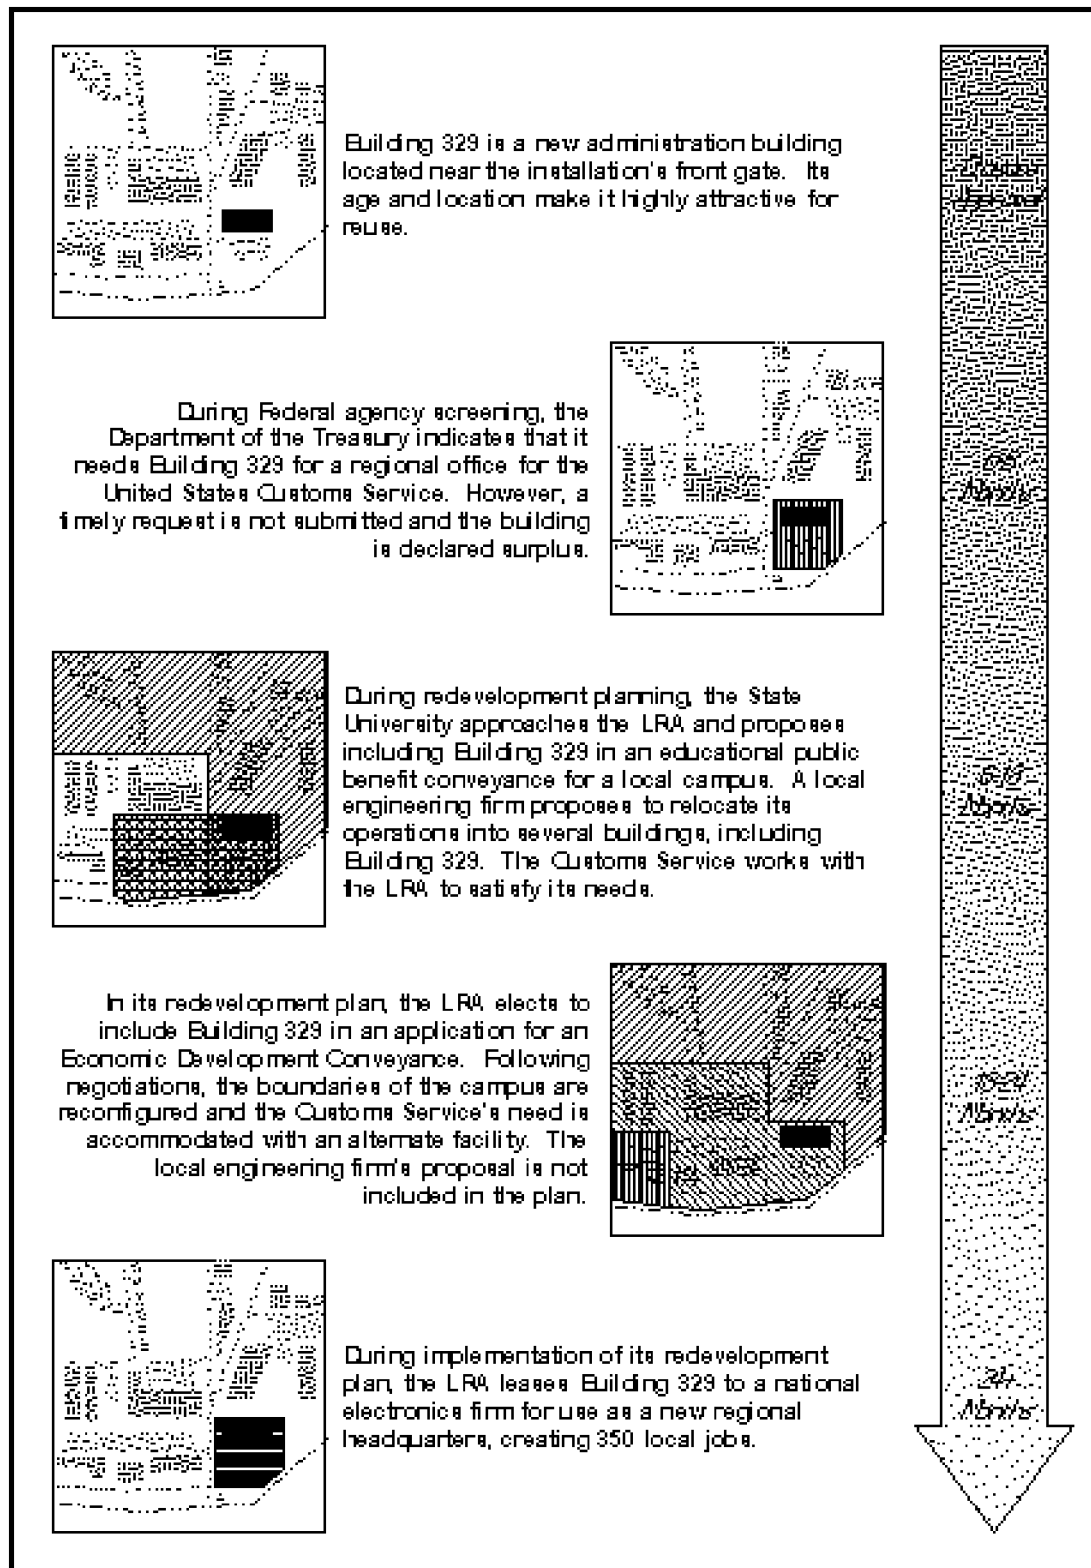 Building 329 is a new administration building
located near the installation's front gate. Its
age and location make it highly attractive for
reuse.
During Federal agency screening, the
Department of the Treasury indicates that it
needs Building 329 for a regional office for the
United States Customs Service. However, a
timely request is not submitted and the building
is declared surplus.
During redevelopment planning, the State
University approaches the LRA and proposes
including Building 329 in an educational public
benefit conveyance for a local campus. A local
engineering firm proposes to relocate its
operations into several buildings, including
Building 329. The Customs Service works with
the LRA to satisfy its needs.
In its redevelopment plan, the LRA elects to
include Building 329 in an application for an
Economic Development Conveyance. Following
negotiations, the boundaries of the campus are
reconfigured and the Customs Service's need is
accommodated with an alternate facility. The
local engineering firm's proposal is not
included in the plan.
During implementation of its redevelopment
plan, the LRA leases Building 329 to a national
electronics firm for use as a new regional
headquarters, creating 350 local jobs.
Months
Months
Months
Months